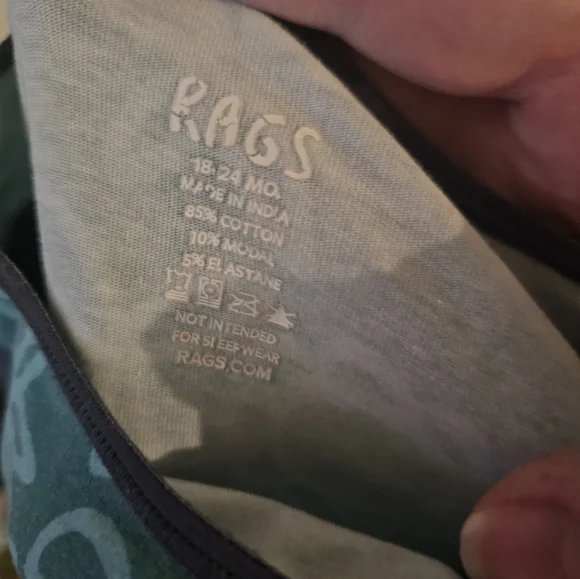 RAGS
18-24 MO.
MADE IN INDIA
85% COTTON
10% MODAL
5% ELASTANE
NOT INTENDED
FOR SLEEPWEAR
RAGS.COM